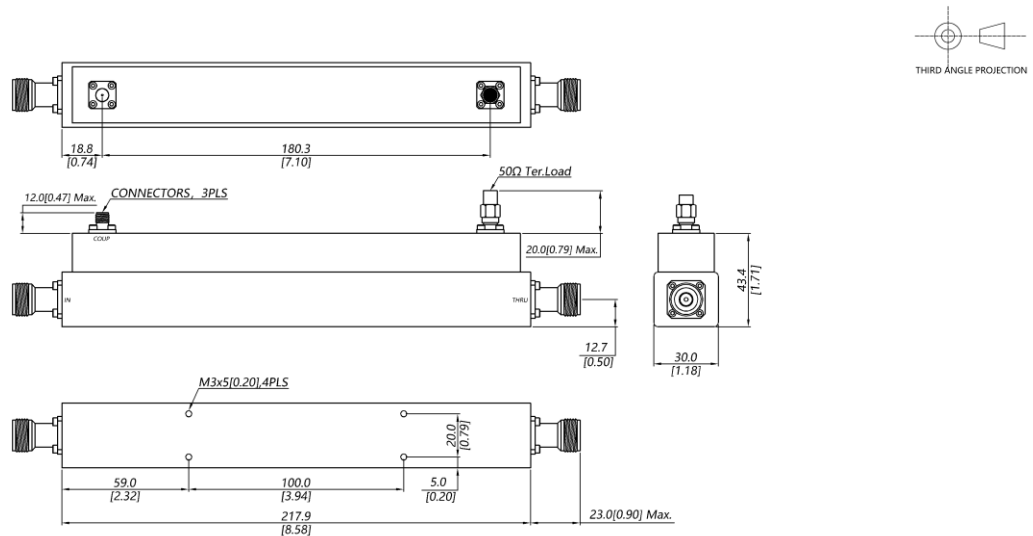 THIRD ANGLE PROJECTION
18.8
[0.74]
180.3
[7.10]
50Ω Ter.Load
12.0[0.47] Max.
CONNECTORS, 3PLS
COUP
20.0[0.79] Max.
IN
THRU
43.4
[1.71]
12.7
[0.50]
30.0
[1.18]
M3x5[0.20],4PLS
20.0
[0.79]
59.0
[2.32]
100.0
[3.94]
5.0
[0.20]
217.9
[8.58]
23.0[0.90] Max.